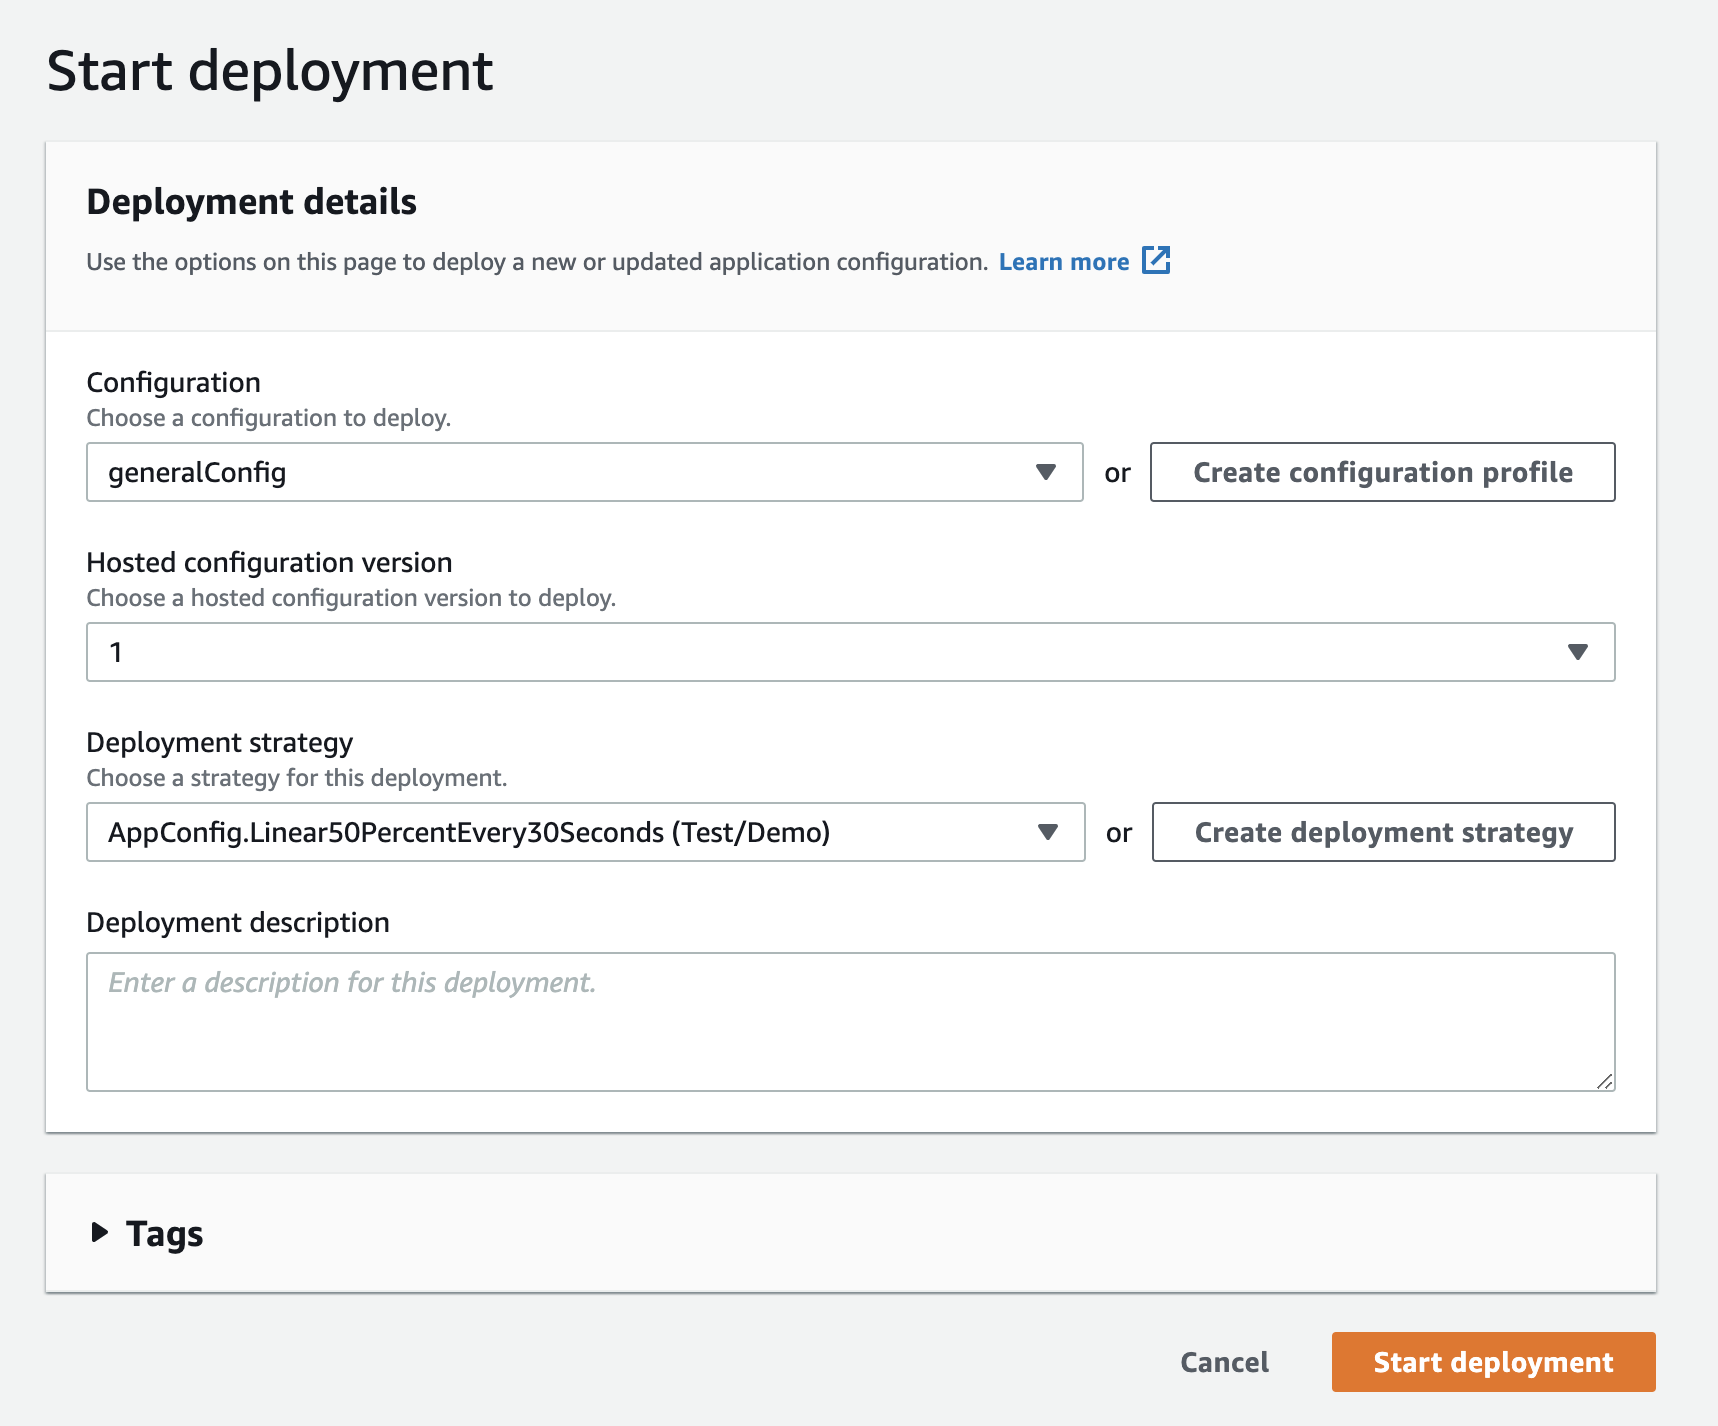 Start deployment
Deployment details
Use the options on this page to deploy a new or updated application configuration. Learn more
Configuration
Choose a configuration to deploy.
generalConfig or Create configuration profile
Hosted configuration version
Choose a hosted configuration version to deploy.
1
Deployment strategy
Choose a strategy for this deployment.
AppConfig.Linear50PercentEvery30Seconds (Test/Demo) or Create deployment strategy
Deployment description
Enter a description for this deployment.
Tags
Cancel Start deployment